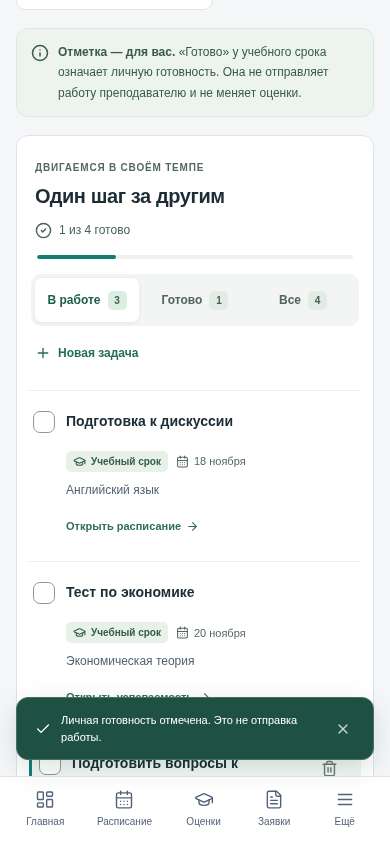 Отметка — для вас. «Готово» у учебного срока
означает личную готовность. Она не отправляет
работу преподавателю и не меняет оценки.
ДВИГАЕМСЯ В СВОЁМ ТЕМПЕ
Один шаг за другим
1 из 4 готово
В работе 3 Готово 1 Все 4
Новая задача
Подготовка к дискуссии
Учебный срок 18 ноября
Английский язык
Открыть расписание
Тест по экономике
Учебный срок 20 ноября
Экономическая теория
Открыть успеваемость
Личная готовность отмечена. Это не отправка
работы.
Подготовить вопросы к
Главная Расписание Оценки Заявки Ещё